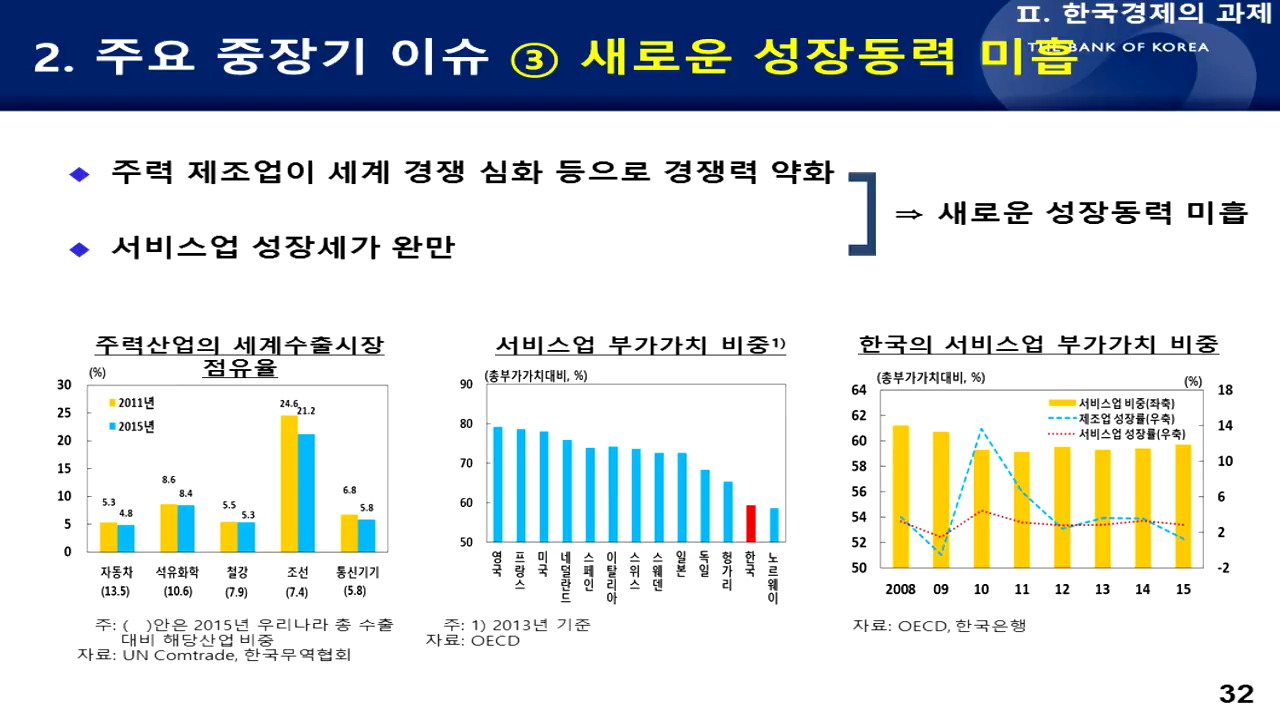 Ⅱ. 한국경제의 과제
THE BANK OF KOREA
2. 주요 중장기 이슈 ③ 새로운 성장동력 미흡
◆ 주력 제조업이 세계 경쟁 심화 등으로 경쟁력 약화
◆ 서비스업 성장세가 완만
⇒ 새로운 성장동력 미흡
주력산업의 세계수출시장
점유율
(%)
30
25
20
15
10
5
0
2011년
2015년
5.3
4.8
8.6
8.4
5.5
5.3
24.6
21.2
6.8
5.8
자동차 석유화학 철강 조선 통신기기
(13.5) (10.6) (7.9) (7.4) (5.8)
주: ( )안은 2015년 우리나라 총 수출
대비 해당산업 비중
자료: UN Comtrade, 한국무역협회
서비스업 부가가치 비중1)
(총부가가치대비, %)
90
80
70
60
50
영국
프랑스
미국
네덜란드
스페인
이탈리아
스위스
스웨덴
일본
독일
헝가리
한국
노르웨이
주: 1) 2013년 기준
자료: OECD
한국의 서비스업 부가가치 비중
(총부가가치대비, %)
(%)
64
62
60
58
56
54
52
50
서비스업 비중(좌축)
제조업 성장률(우축)
서비스업 성장률(우축)
18
14
10
6
2
-2
2008 09 10 11 12 13 14 15
자료: OECD, 한국은행
32